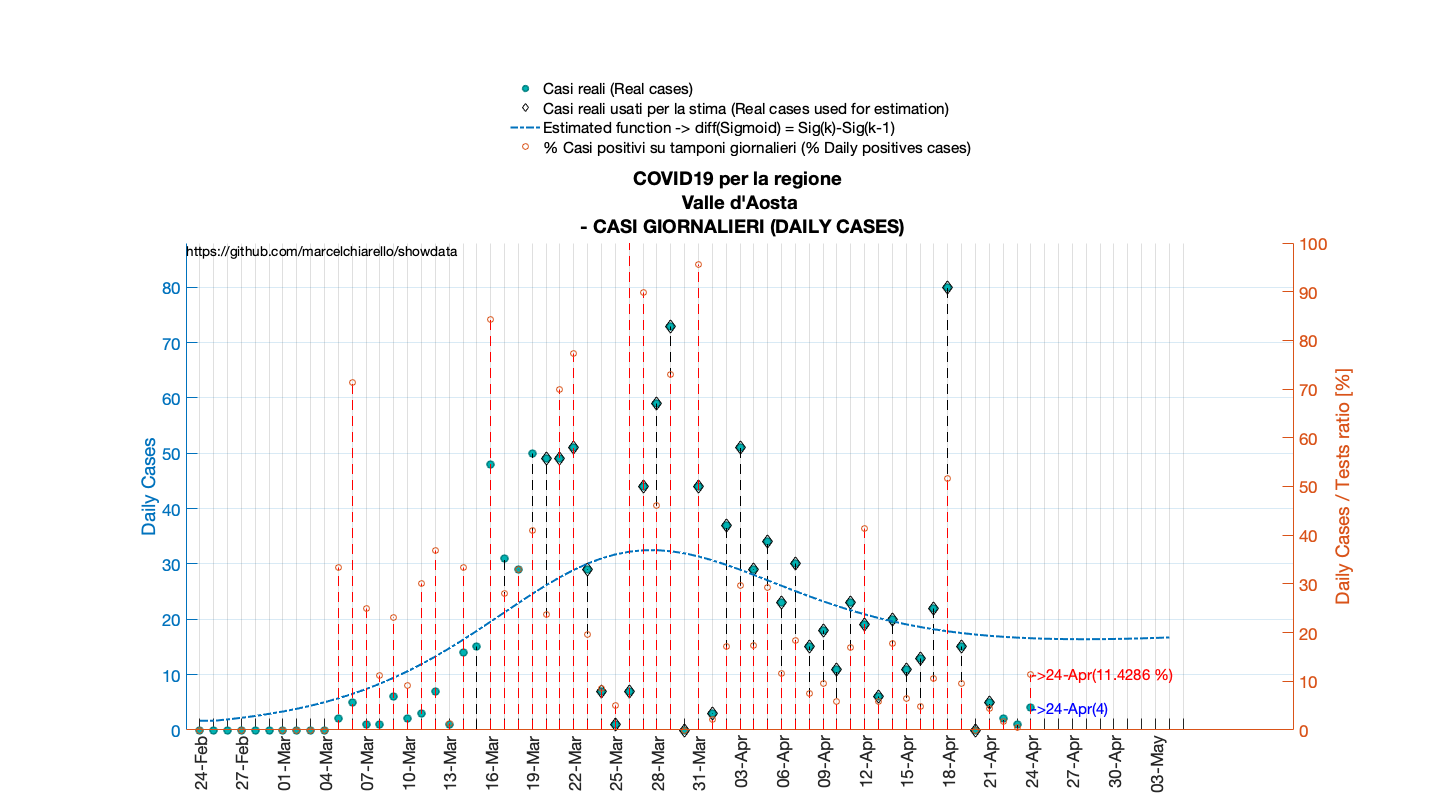 Casi reali (Real cases)
Casi reali usati per la stima (Real cases used for estimation)
Estimated function -> diff(Sigmoid) = Sig(k)-Sig(k-1)
% Casi positivi su tamponi giornalieri (% Daily positives cases)
COVID19 per la regione
Valle d'Aosta
- CASI GIORNALIERI (DAILY CASES)
https://github.com/marcelchiarello/showdata
Daily Cases
80
70
60
50
40
30
20
10
0
100
90
80
70
60
50
40
30
20
10
0
Daily Cases / Tests ratio [%]
->24-Apr(11.4286 %)
->24-Apr(4)
24-Feb
27-Feb
01-Mar
04-Mar
07-Mar
10-Mar
13-Mar
16-Mar
19-Mar
22-Mar
25-Mar
28-Mar
31-Mar
03-Apr
06-Apr
09-Apr
12-Apr
15-Apr
18-Apr
21-Apr
24-Apr
27-Apr
30-Apr
03-May